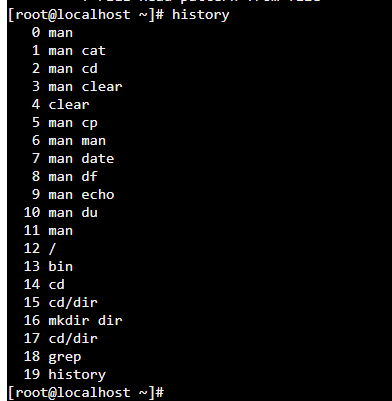 [root@localhost ~]# history
0 man
1 man cat
2 man cd
3 man clear
4 clear
5 man cp
6 man man
7 man date
8 man df
9 man echo
10 man du
11 man
12 /
13 bin
14 cd
15 cd/dir
16 mkdir dir
17 cd/dir
18 grep
19 history
[root@localhost ~]#